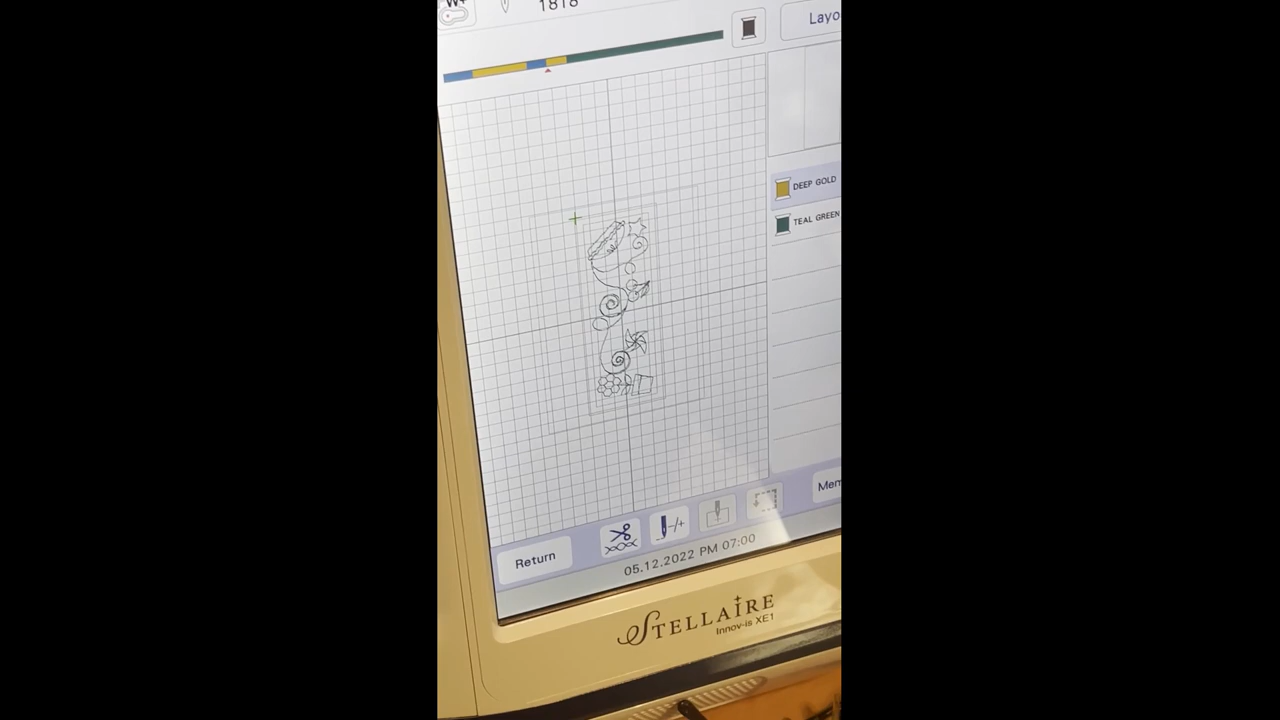 W+
1818
Layo
DEEP GOLD
TEAL GREEN
Mem
Return
-/+
05.12.2022 PM 07:00
STELLAIRE
Innov-is XE1